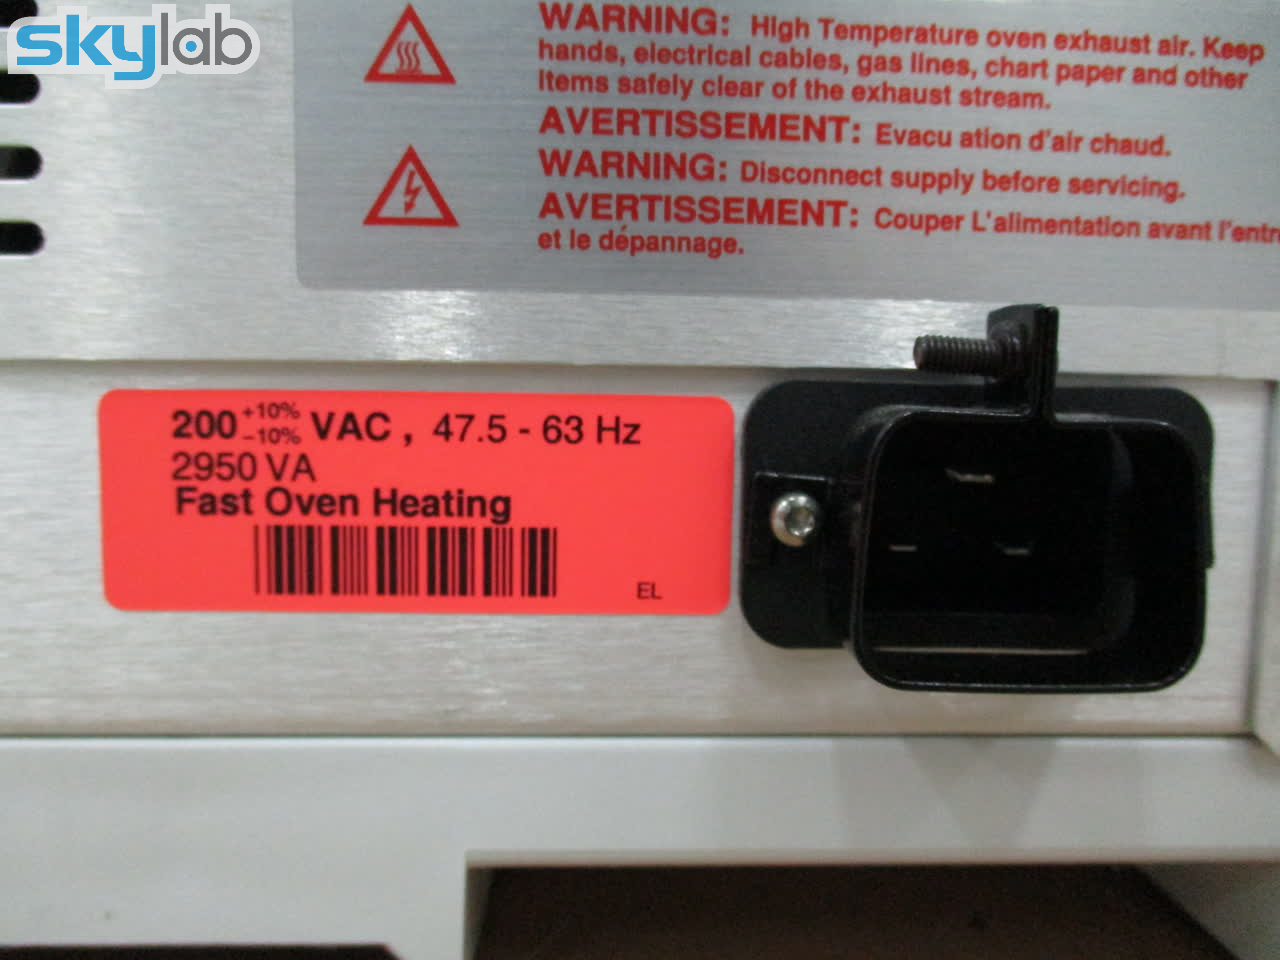 skylab
WARNING: High Temperature oven exhaust air. Keep
hands, electrical cables, gas lines, chart paper and other
items safely clear of the exhaust stream.
AVERTISSEMENT: Evacu ation d'air chaud.
WARNING: Disconnect supply before servicing.
AVERTISSEMENT: Couper L'alimentation avant l'entr
et le dépannage.
200 +10% -10% VAC, 47.5 - 63 Hz
2950 VA
Fast Oven Heating
EL